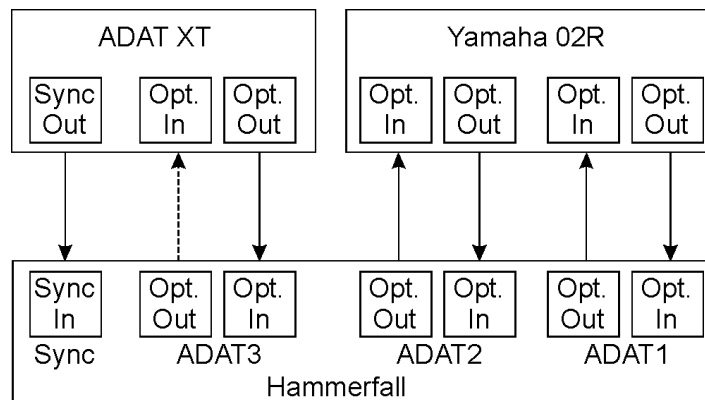 ADAT XT
Yamaha 02R
Sync Out
Opt. In
Opt. Out
Opt. In
Opt. Out
Opt. In
Opt. Out
Sync In
Opt. Out
Opt. In
Opt. Out
Opt. In
Opt. Out
Opt. In
Sync
ADAT3
ADAT2
ADAT1
Hammerfall